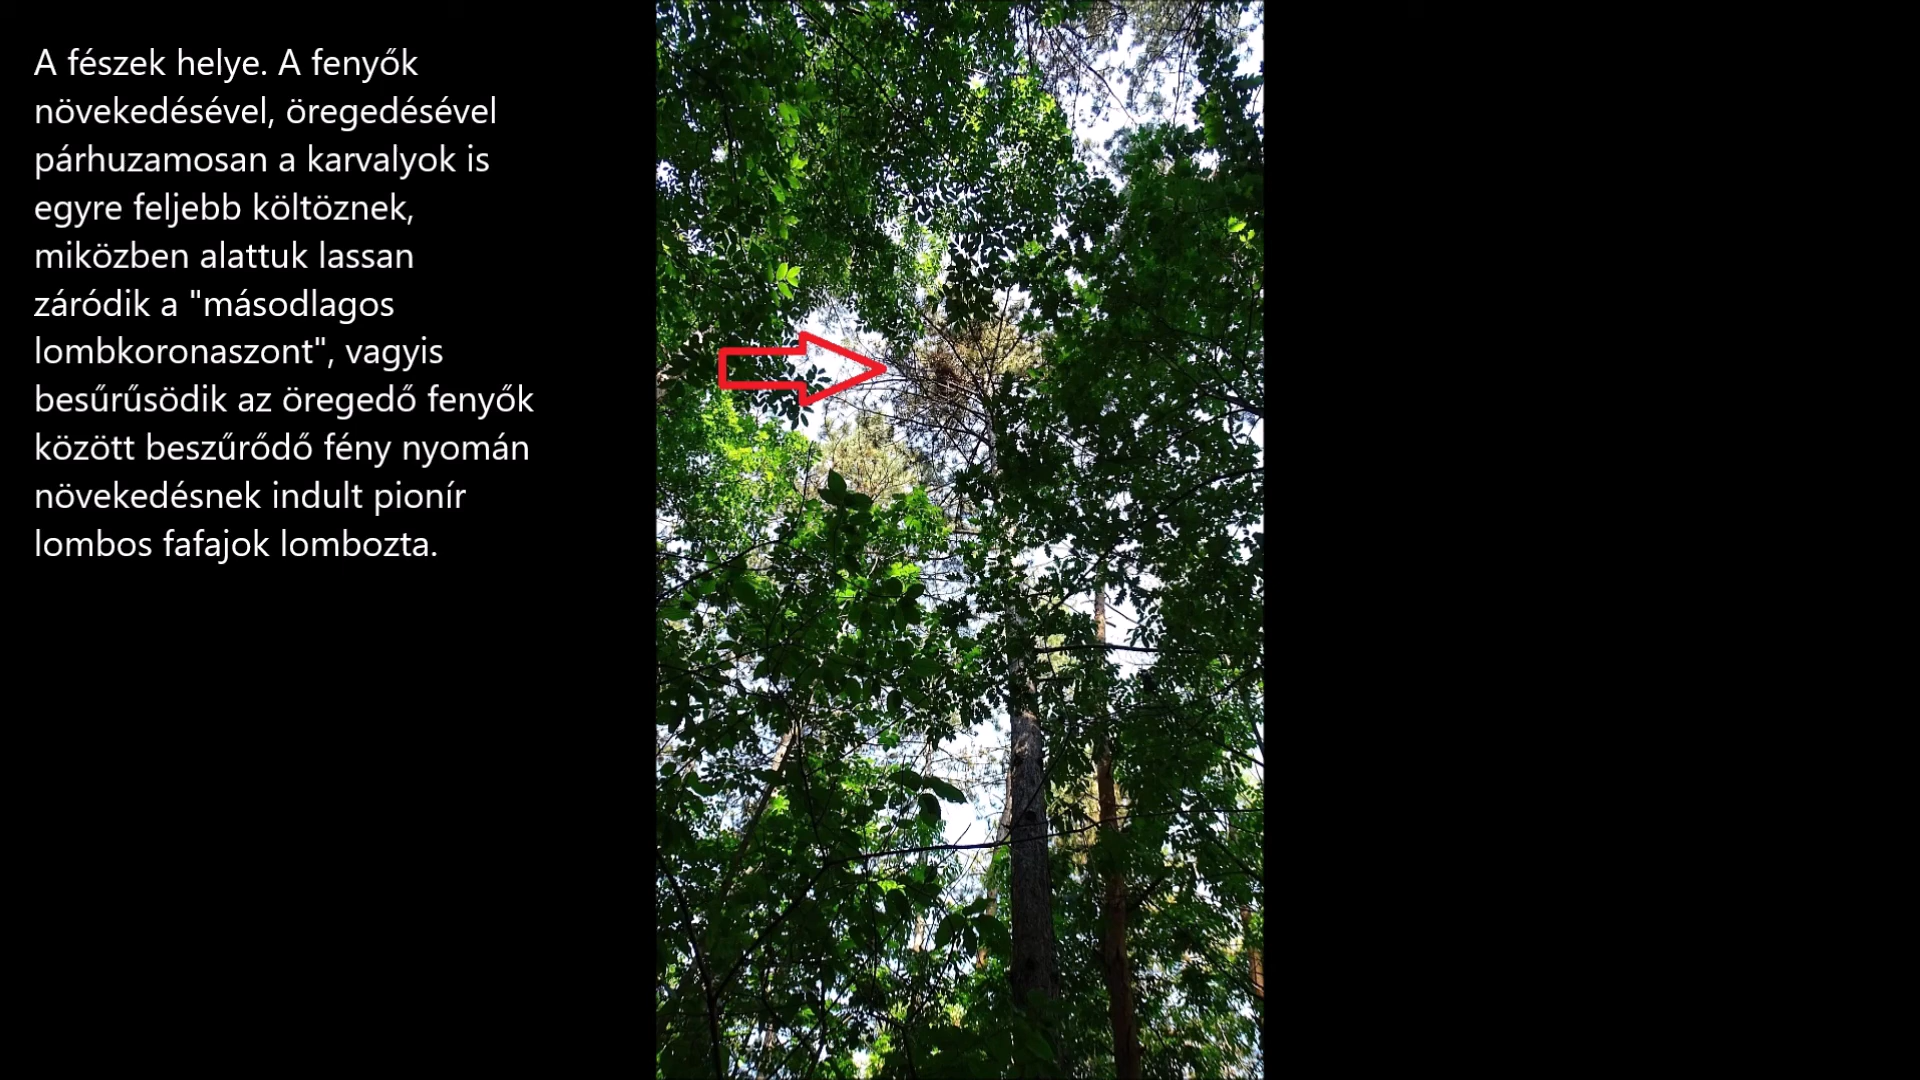 A fészek helye. A fenyők
növekedésével, öregedésével
párhuzamosan a karvalyok is
egyre feljebb költöznek,
miközben alattuk lassan
záródik a "másodlagos
lombkoronaszont", vagyis
besűrűsödik az öregedő fenyők
között beszűrődő fény nyomán
növekedésnek indult pionír
lombos fafajok lombozta.